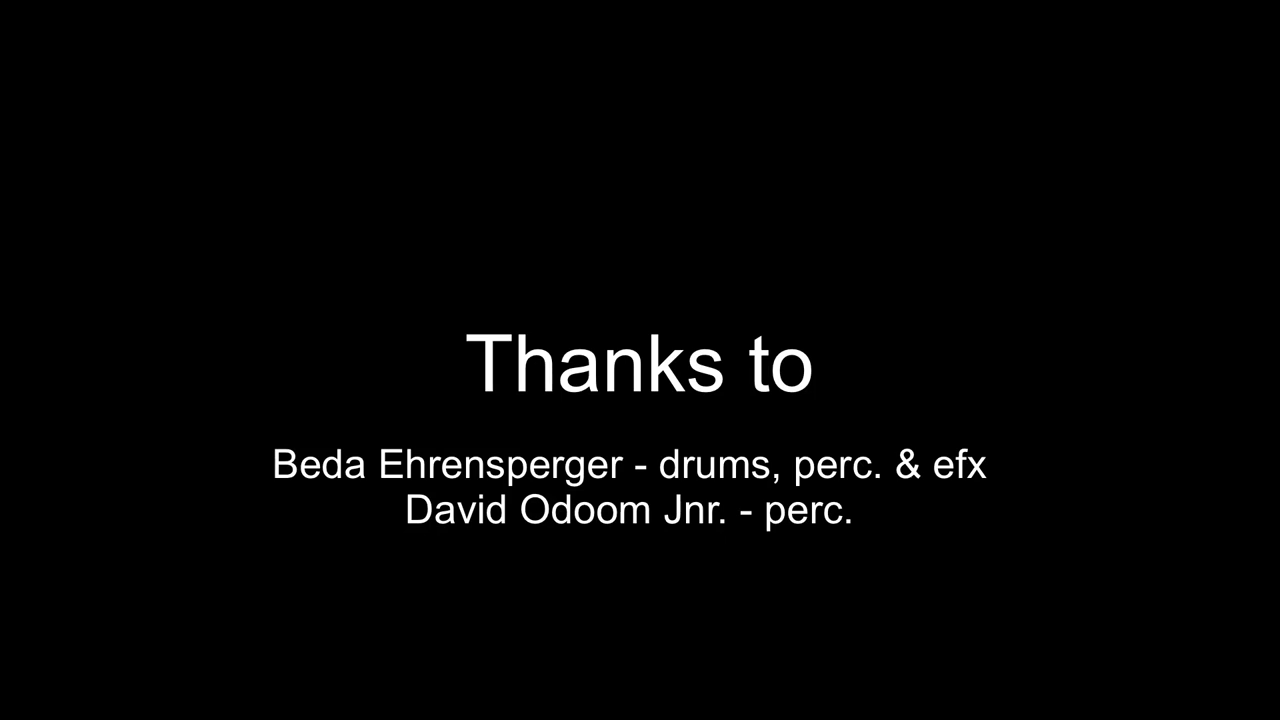 Thanks to
Beda Ehrensperger - drums, perc. & efx
David Odoom Jnr. - perc.